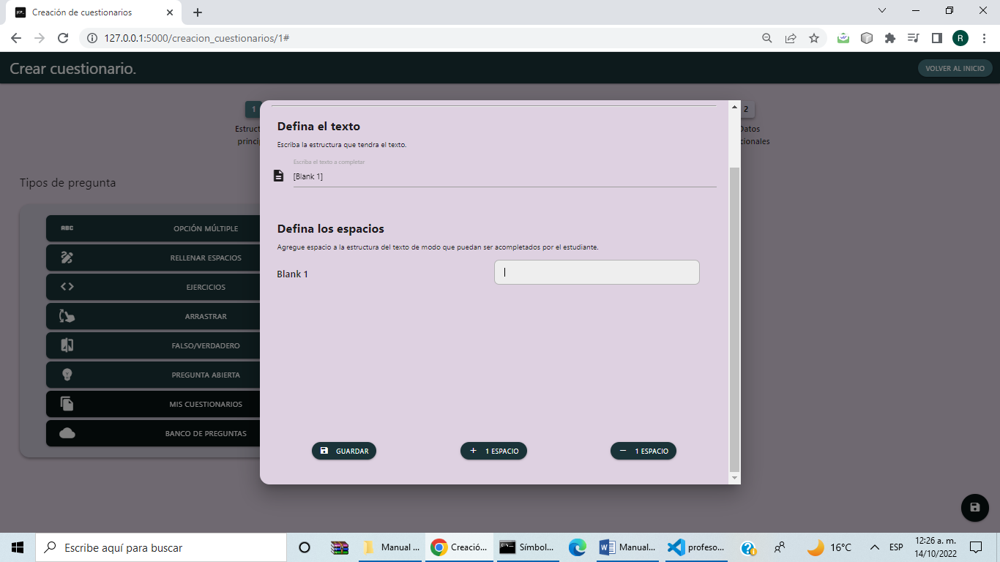 Creación de cuestionarios
127.0.0.1:5000/creacion_cuestionarios/1#
R
Crear cuestionario.
VOLVER AL INICIO
1
2
Estruct
princip
Datos
cionales
Tipos de pregunta
ABC OPCIÓN MÚLTIPLE
RELLENAR ESPACIOS
EJERCICIOS
ARRASTRAR
FALSO/VERDADERO
PREGUNTA ABIERTA
MIS CUESTIONARIOS
BANCO DE PREGUNTAS
Defina el texto
Escriba la estructura que tendra el texto.
Escriba el texto a completar
[Blank 1]
Defina los espacios
Agregue espacio a la estructura del texto de modo que puedan ser acompletados por el estudiante.
Blank 1
GUARDAR
+ 1 ESPACIO
− 1 ESPACIO
Escribe aquí para buscar
Manual ...
Creació...
Símbol...
Manual...
profeso...
16°C
ESP
12:26 a. m.
14/10/2022